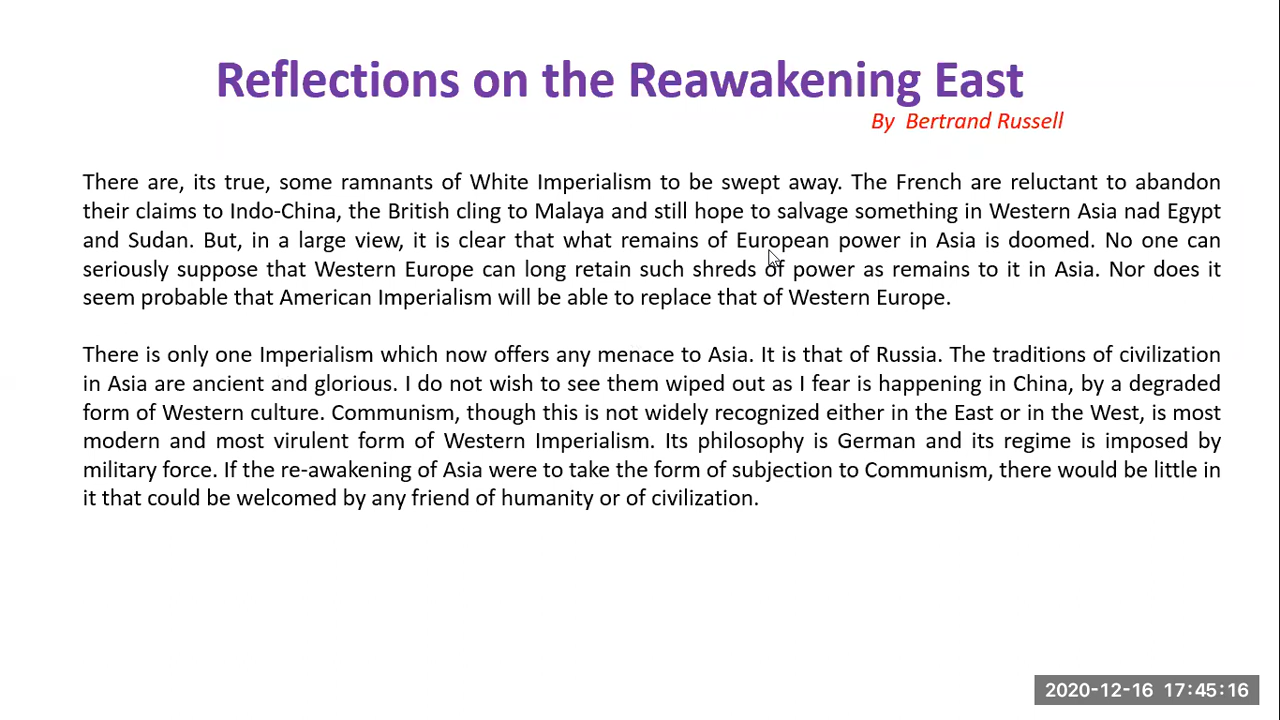 Reflections on the Reawakening East
By Bertrand Russell
There are, its true, some ramnants of White Imperialism to be swept away. The French are reluctant to abandon
their claims to Indo-China, the British cling to Malaya and still hope to salvage something in Western Asia nad Egypt
and Sudan. But, in a large view, it is clear that what remains of European power in Asia is doomed. No one can
seriously suppose that Western Europe can long retain such shreds of power as remains to it in Asia. Nor does it
seem probable that American Imperialism will be able to replace that of Western Europe.
There is only one Imperialism which now offers any menace to Asia. It is that of Russia. The traditions of civilization
in Asia are ancient and glorious. I do not wish to see them wiped out as I fear is happening in China, by a degraded
form of Western culture. Communism, though this is not widely recognized either in the East or in the West, is most
modern and most virulent form of Western Imperialism. Its philosophy is German and its regime is imposed by
military force. If the re-awakening of Asia were to take the form of subjection to Communism, there would be little in
it that could be welcomed by any friend of humanity or of civilization.
2020-12-16 17:45:16